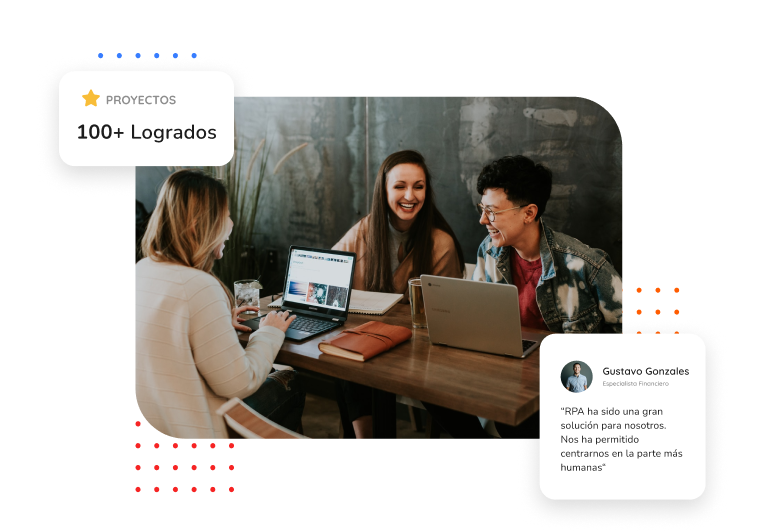 PROYECTOS
100+ Logrados
Gustavo Gonzales
Especialista Financiero
“RPA ha sido una gran
solución para nosotros.
Nos ha permitido
centrarnos en la parte más
humanas“